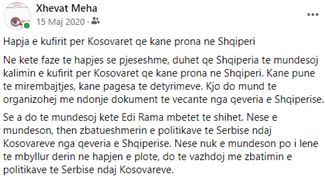 Xhevat Meha
15 Maj 2020 ·
Hapja e kufirit per Kosovaret qe kane prona ne Shqiperi
Ne kete faze te hapjes se pjeseshme, duhet qe Shqiperia te mundesoj
kalimin e kufirit per Kosovaret qe kane prona ne Shqiperi. Kane pune
te mirembajtjes, kane pagesa te detyrimeve. Kjo do mund te
organizohej me ndonje dokument te vecante nga qeveria e Shqiperise.
Se a do te mundesoj kete Edi Rama mbetet te shihet. Nese e
mundeson, then zbatueshmerin e politikave te Serbise ndaj
Kosovareve nga qeveria e Shqiperise. Nese nuk e mundeson po i lene
te mbyllur derin ne hapjen e plote, do te vazhdoj me zbatimin e
politikave te Serbise ndaj Kosovareve.